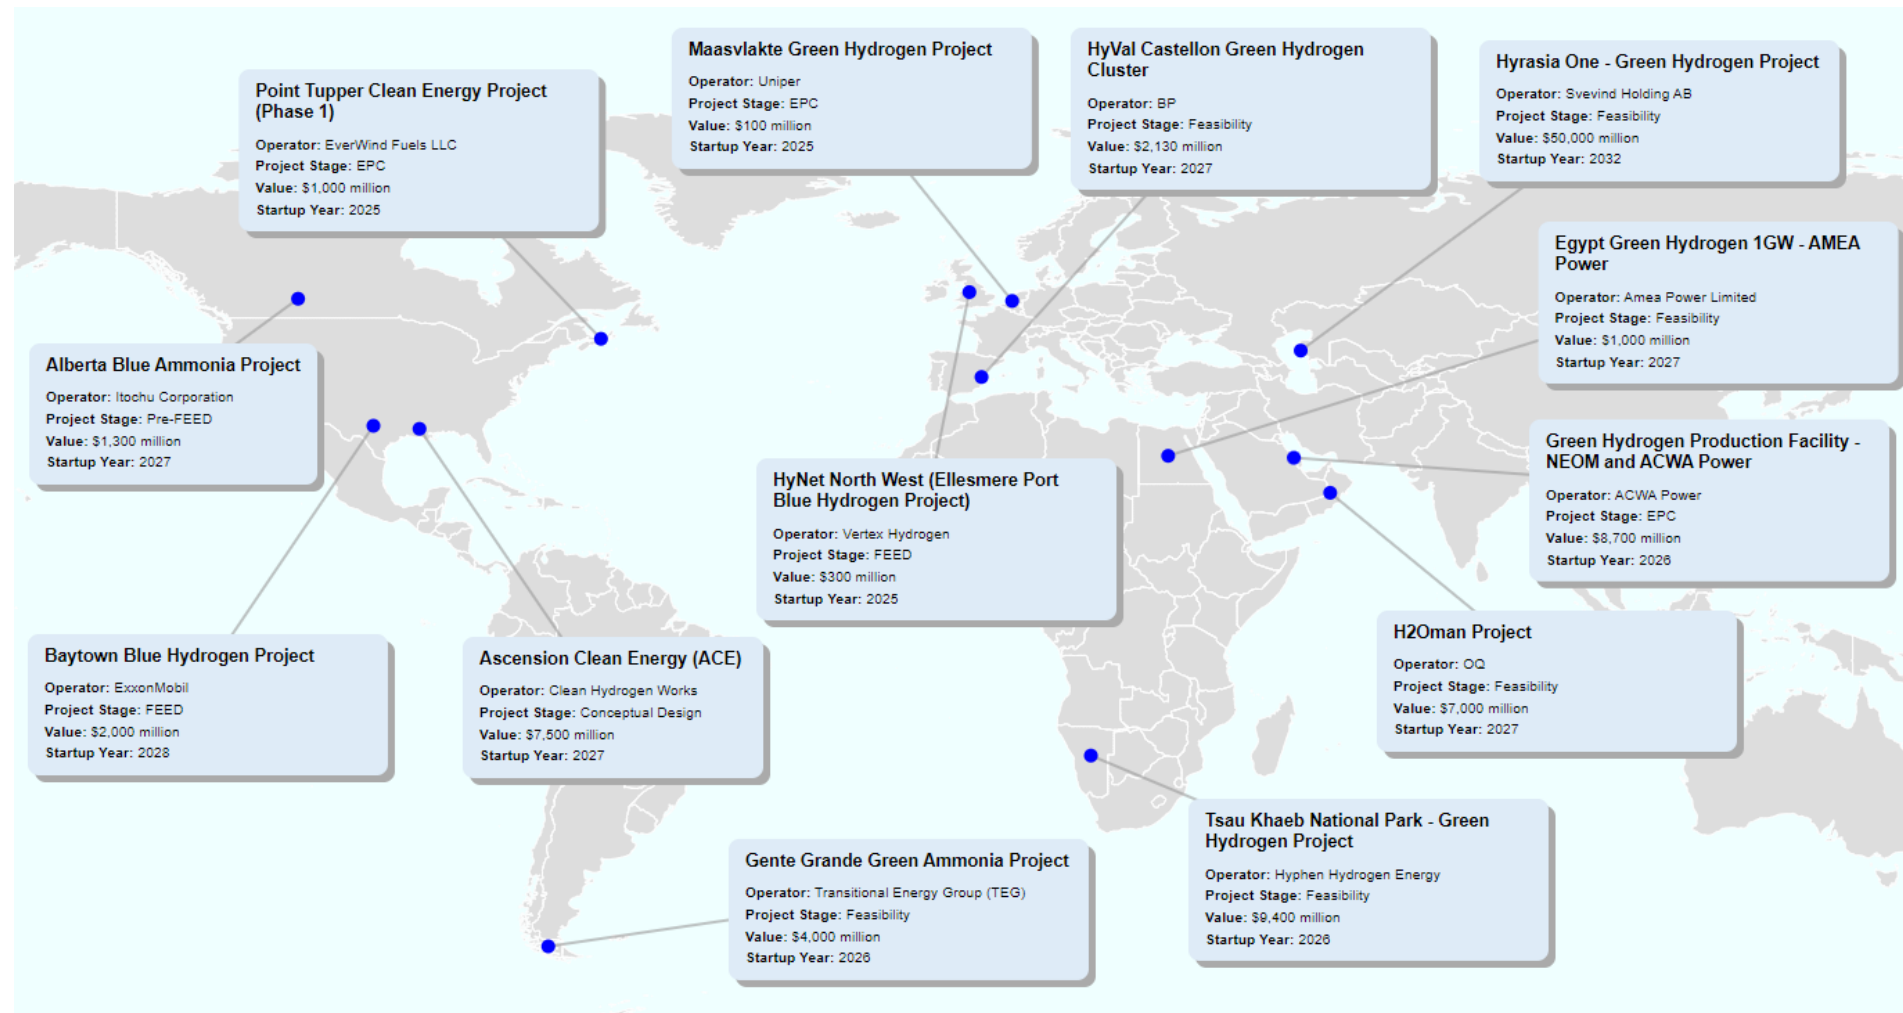 Maasvlakte Green Hydrogen Project
Operator: Uniper
Project Stage: EPC
Value: $100 million
Startup Year: 2025
HyVal Castellon Green Hydrogen
Cluster
Operator: BP
Project Stage: Feasibility
Value: $2,130 million
Startup Year: 2027
Hyrasia One - Green Hydrogen Project
Operator: Svevind Holding AB
Project Stage: Feasibility
Value: $50,000 million
Startup Year: 2032
Point Tupper Clean Energy Project
(Phase 1)
Operator: EverWind Fuels LLC
Project Stage: EPC
Value: $1,000 million
Startup Year: 2025
Egypt Green Hydrogen 1GW - AMEA
Power
Operator: Amea Power Limited
Project Stage: Feasibility
Value: $1,000 million
Startup Year: 2027
Alberta Blue Ammonia Project
Operator: Itochu Corporation
Project Stage: Pre-FEED
Value: $1,300 million
Startup Year: 2027
Green Hydrogen Production Facility -
NEOM and ACWA Power
Operator: ACWA Power
Project Stage: EPC
Value: $8,700 million
Startup Year: 2026
HyNet North West (Ellesmere Port
Blue Hydrogen Project)
Operator: Vertex Hydrogen
Project Stage: FEED
Value: $300 million
Startup Year: 2025
H2Oman Project
Operator: OQ
Project Stage: Feasibility
Value: $7,000 million
Startup Year: 2027
Baytown Blue Hydrogen Project
Operator: ExxonMobil
Project Stage: FEED
Value: $2,000 million
Startup Year: 2028
Ascension Clean Energy (ACE)
Operator: Clean Hydrogen Works
Project Stage: Conceptual Design
Value: $7,500 million
Startup Year: 2027
Tsau Khaeb National Park - Green
Hydrogen Project
Operator: Hyphen Hydrogen Energy
Project Stage: Feasibility
Value: $9,400 million
Startup Year: 2026
Gente Grande Green Ammonia Project
Operator: Transitional Energy Group (TEG)
Project Stage: Feasibility
Value: $4,000 million
Startup Year: 2026